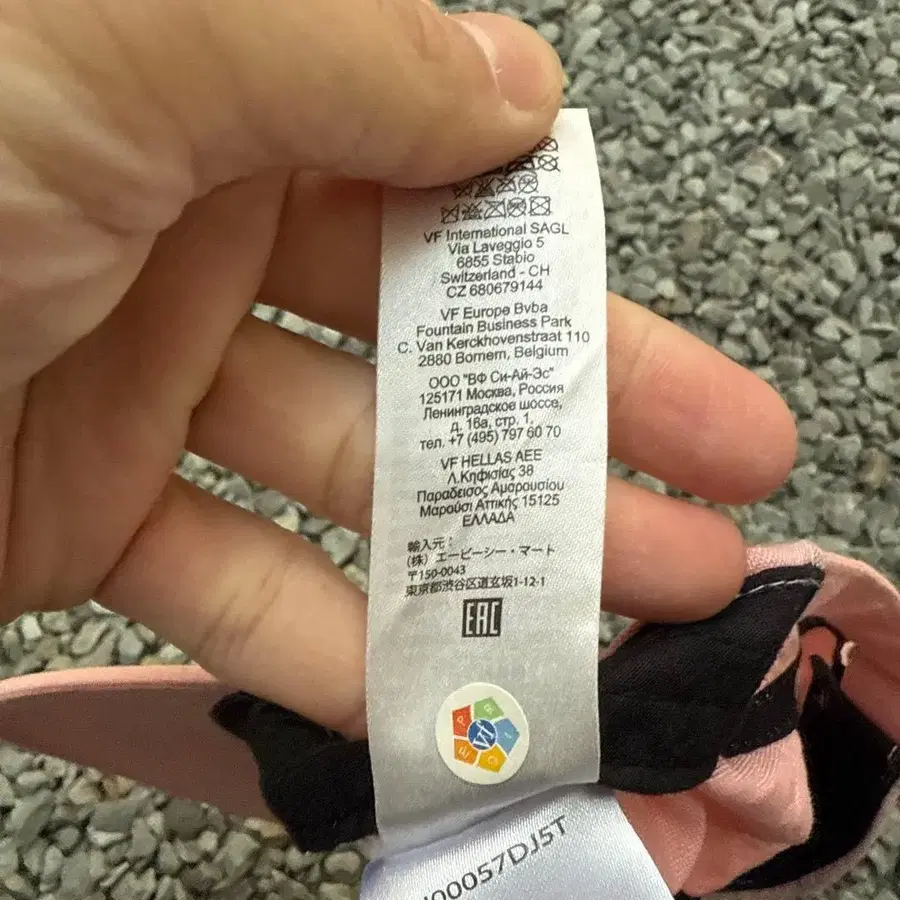 VF International SAGL
Via Laveggio 5
6855 Stabio
Switzerland - CH
CZ 680679144
VF Europe Bvba
Fountain Business Park
C. Van Kerckhovenstraat 110
2880 Bornem, Belgium
ООО "ВФ Си-Ай-Эс"
125171 Москва, Россия
Ленинградское шоссе,
д. 16а, стр. 1,
тел. +7 (495) 797 60 70
VF HELLAS AEE
Λ.Κηφισίας 38
Παραδεισος Αμαρουσίου
Μαρούσι Αττικής 15125
ΕΛΛΑΔΑ
輸入元：
（株）エービーシー・マート
〒150-0043
東京都渋谷区道玄坂1-12-1
EAC
00057DJ5T